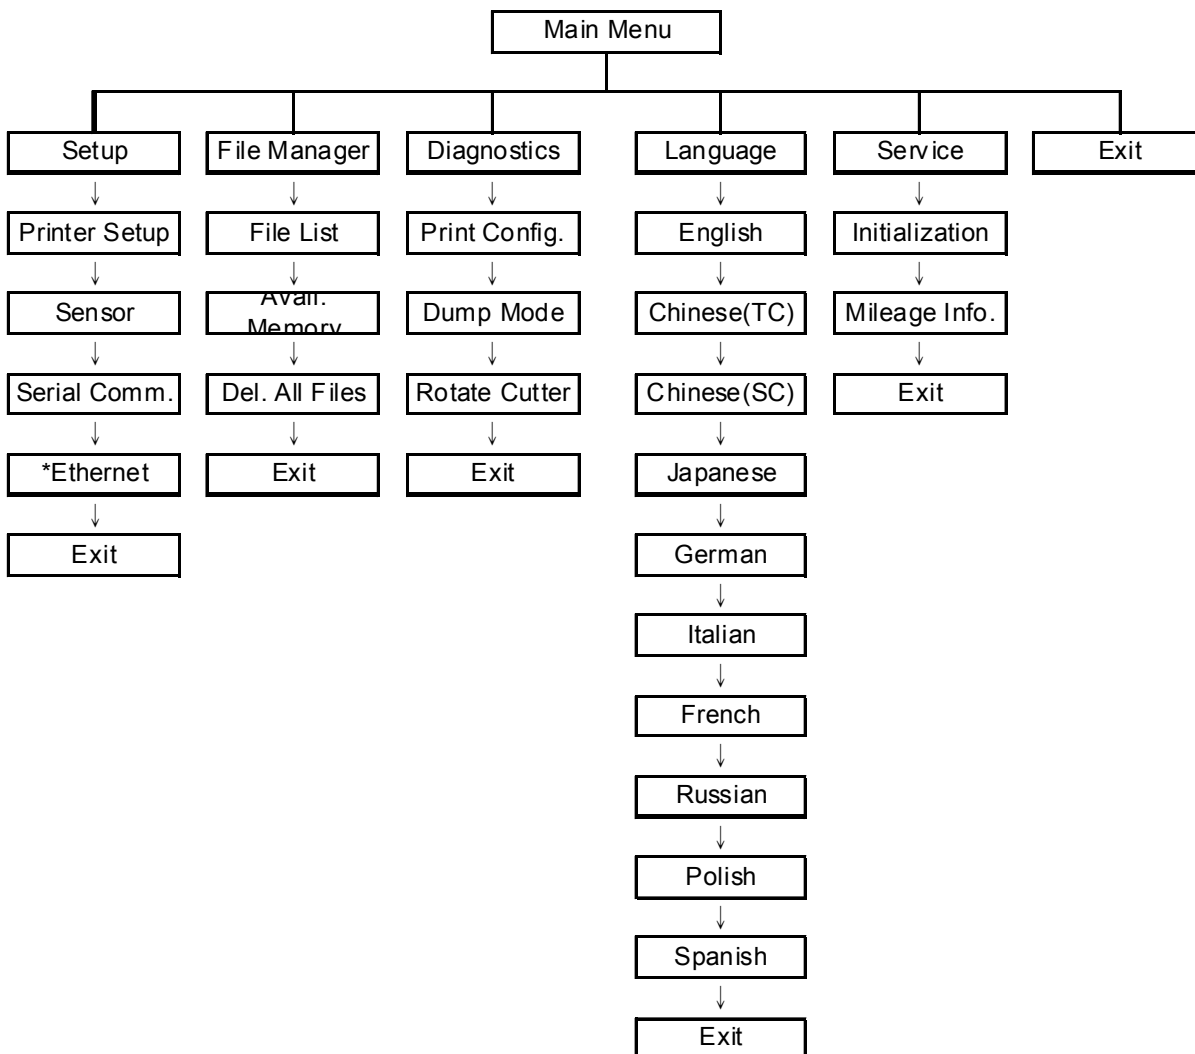 Main Menu
Setup
File Manager
Diagnostics
Language
Service
Exit
Printer Setup
File List
Print Config.
English
Initialization
Sensor
Avail.
Memory
Dump Mode
Chinese(TC)
Mileage Info.
Serial Comm.
Del. All Files
Rotate Cutter
Chinese(SC)
Exit
*Ethernet
Exit
Exit
Japanese
Exit
German
Italian
French
Russian
Polish
Spanish
Exit